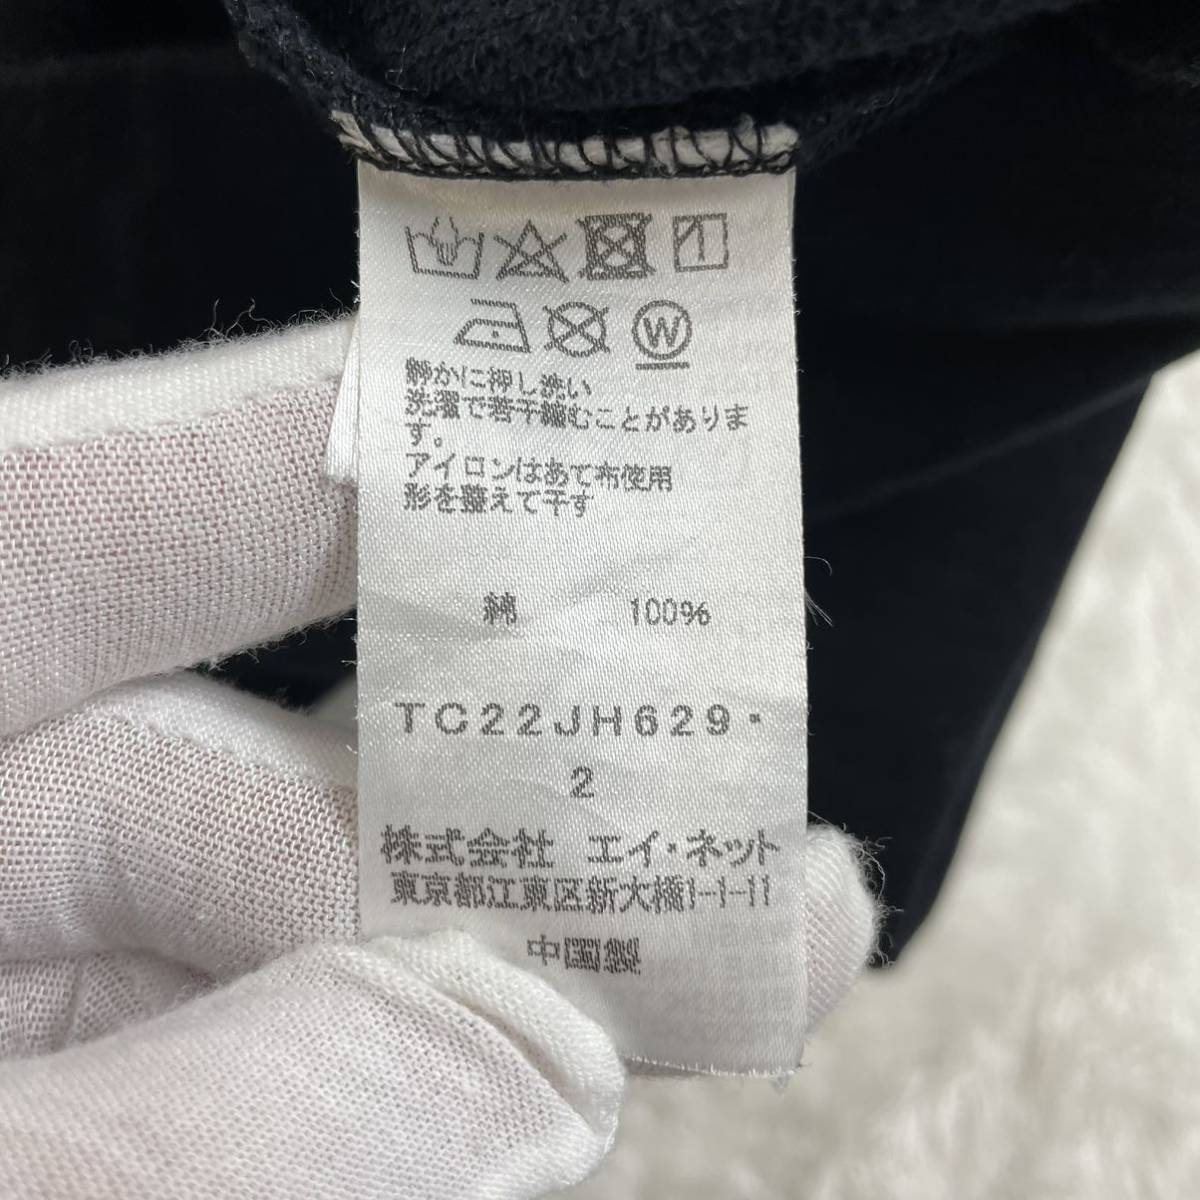 W
静かに押し洗い
洗濯で若干縮むことがありま
す。
アイロンはあて布使用
形を整えて干す
綿 100%
TC22JH629・
2
株式会社 エイ・ネット
東京都江東区新大橋1-1-11
中国製